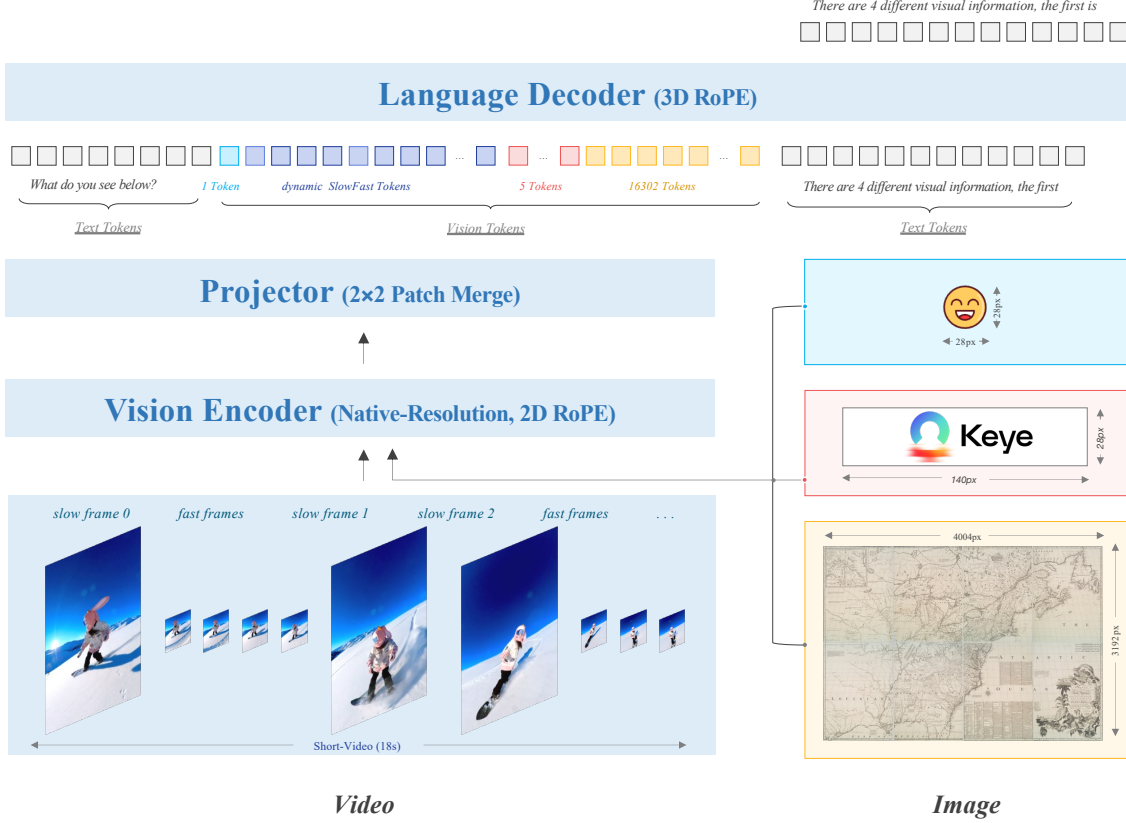 There are 4 different visual information, the first is
Language Decoder (3D RoPE)
... ... ...
What do you see below?
1 Token
dynamic SlowFast Tokens
5 Tokens
16302 Tokens
There are 4 different visual information, the first
Text Tokens
Vision Tokens
Text Tokens
Projector (2×2 Patch Merge)
28px
28px
Vision Encoder (Native-Resolution, 2D RoPE)
Keye
28px
140px
slow frame 0
fast frames
slow frame 1
slow frame 2
fast frames
. . .
4004px
3192px
Short-Video (18s)
Video
Image